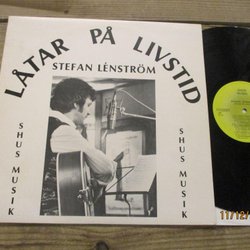 LÅTAR PÅ LIVSTID
STEFAN LÉNSTRÖM
SHUS MUSIK
SHUS MUSIK